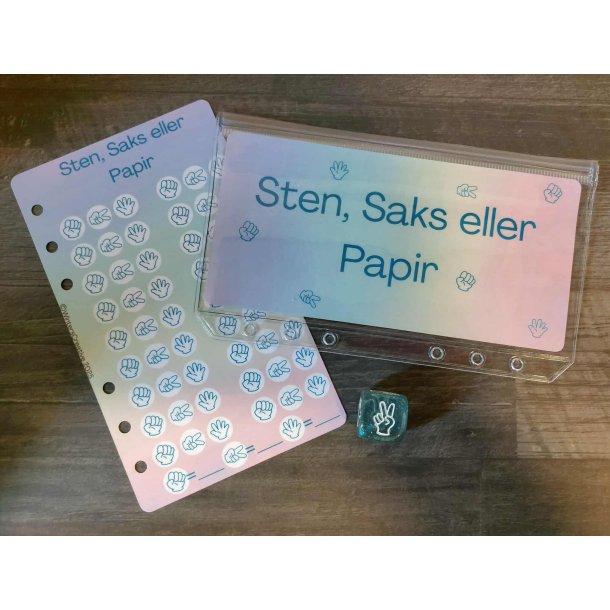 Sten, Saks eller
Papir
Sten, Saks eller
Papir